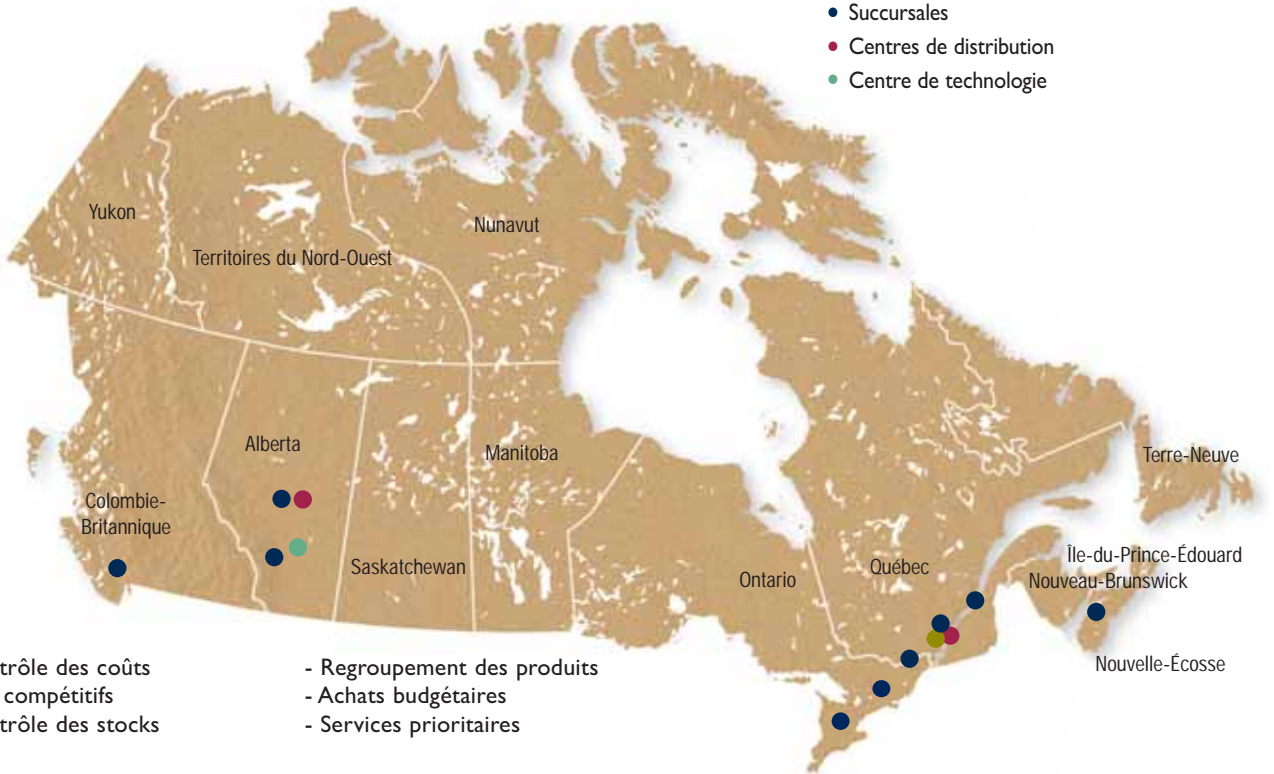 • Succursales
• Centres de distribution
• Centre de technologie
Yukon
Territoires du Nord-Ouest
Nunavut
Colombie-
Britannique
Alberta
Saskatchewan
Manitoba
Ontario
Québec
Terre-Neuve
Île-du-Prince-Édouard
Nouveau-Brunswick
Nouvelle-Écosse
trôle des coûts
compétitifs
trôle des stocks
- Regroupement des produits
- Achats budgétaires
- Services prioritaires